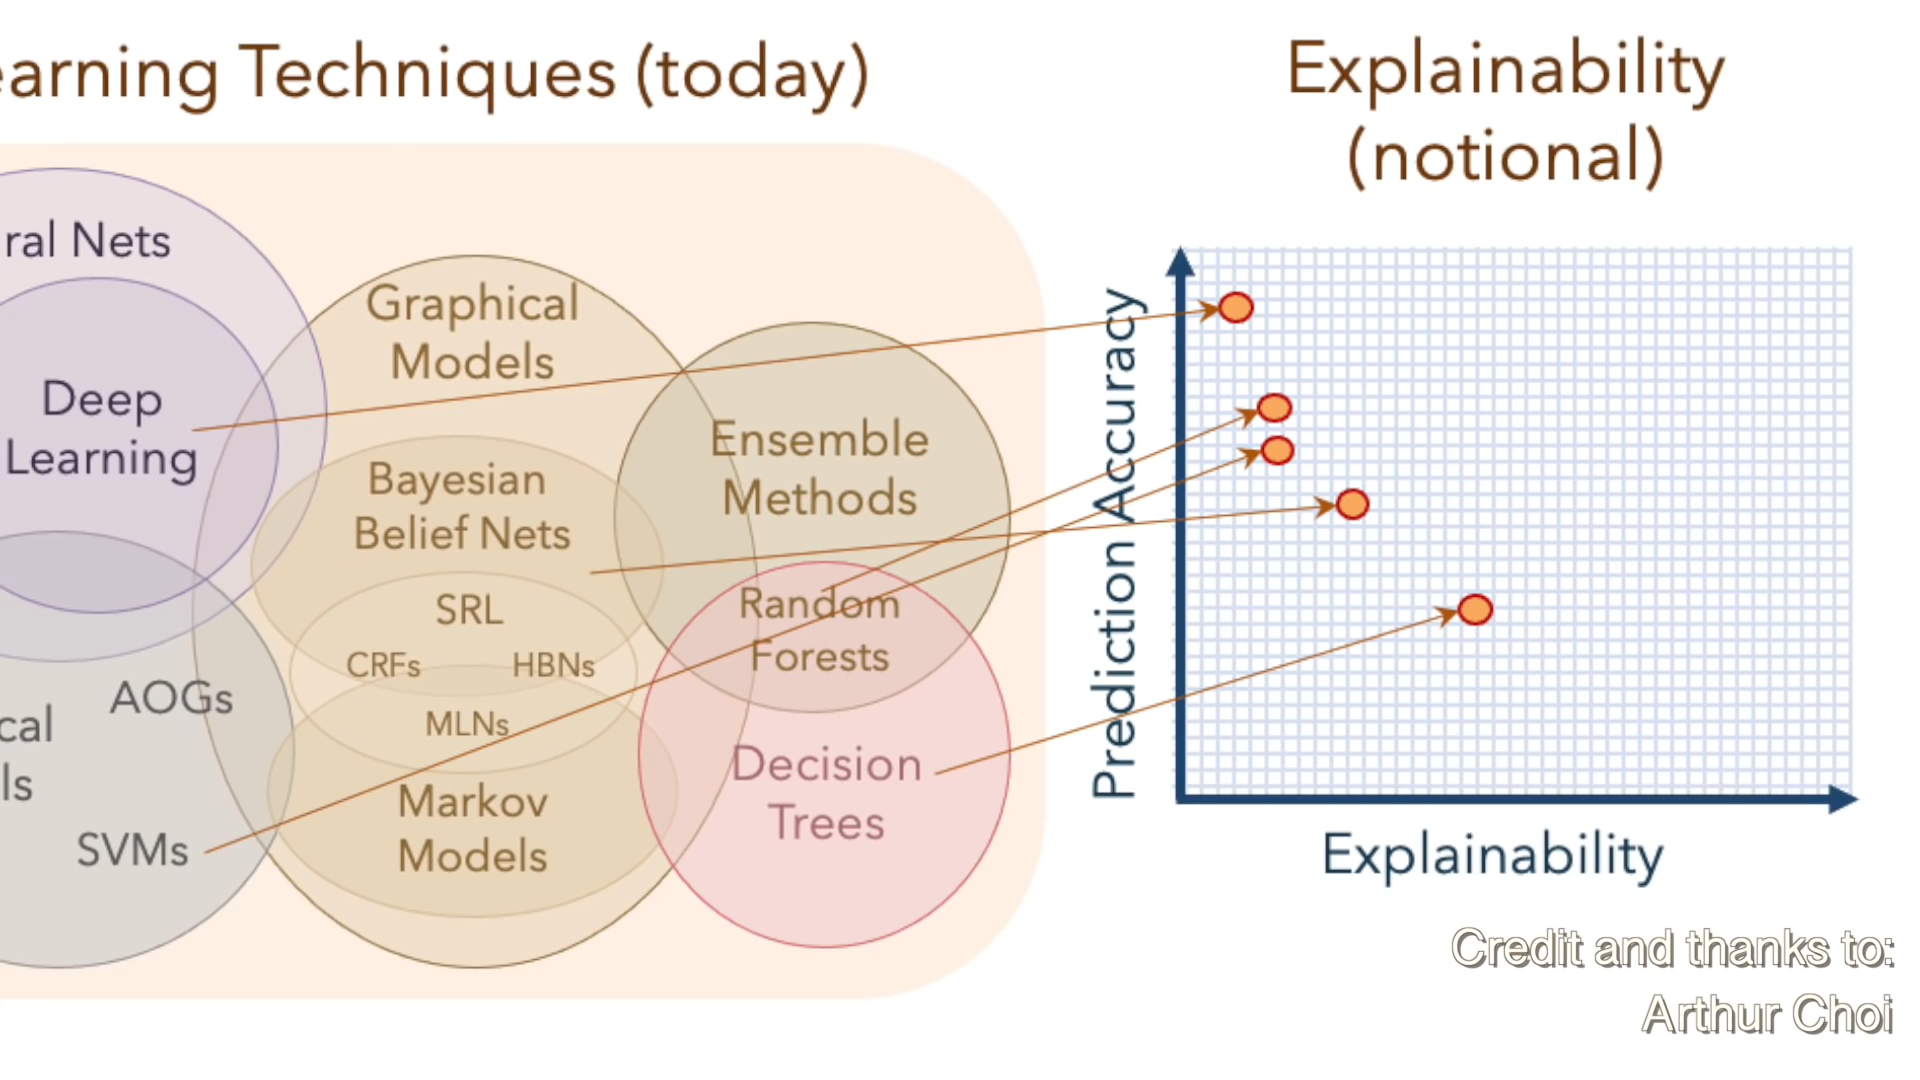 earning Techniques (today)
Explainability
(notional)
ral Nets
Deep
Learning
Graphical
Models
Bayesian
Belief Nets
SRL
CRFs
HBNs
MLNs
Markov
Models
Ensemble
Methods
Random
Forests
Decision
Trees
AOGs
cal
ls
SVMs
Prediction Accuracy
Explainability
Credit and thanks to:
Arthur Choi